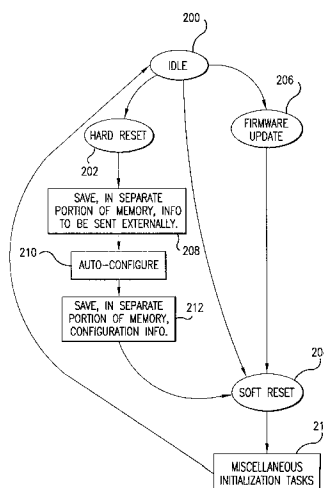 200
IDLE
206
FIRMWARE
UPDATE
HARD RESET
202
SAVE, IN SEPARATE
PORTION OF MEMORY, INFO
TO BE SENT EXTERNALLY.
208
210
AUTO-CONFIGURE
SAVE, IN SEPARATE
PORTION OF MEMORY,
CONFIGURATION INFO.
212
SOFT RESET
MISCELLANEOUS
INITIALIZATION TASKS